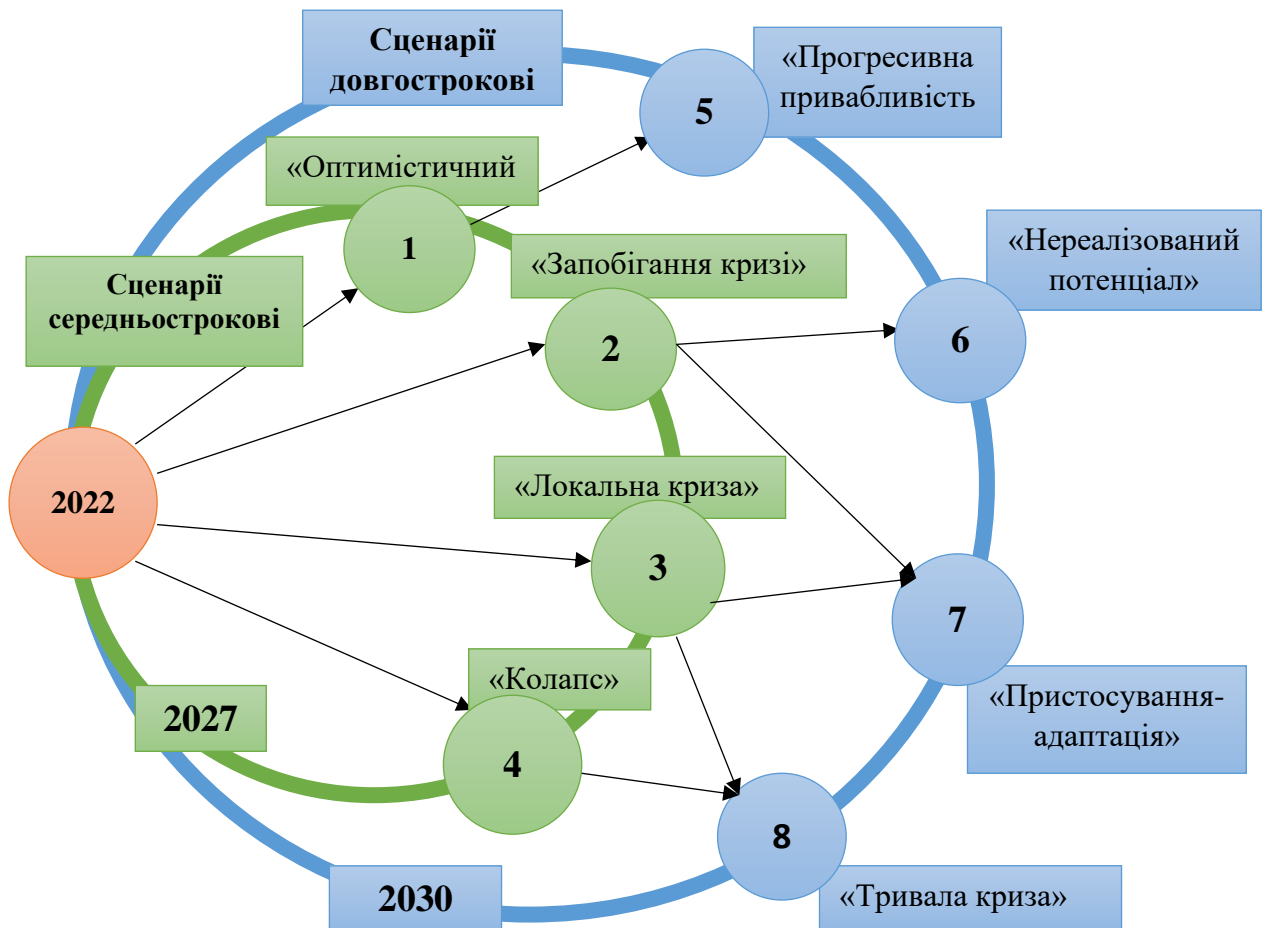 Сценарії
довгострокові
«Прогресивна
привабливість
5
«Оптимістичний
1
«Запобігання кризі»
«Нереалізований
потенціал»
Сценарії
середньострокові
2
6
«Локальна криза»
2022
3
7
«Колапс»
«Пристосування-
адаптація»
2027
4
8
2030
«Тривала криза»